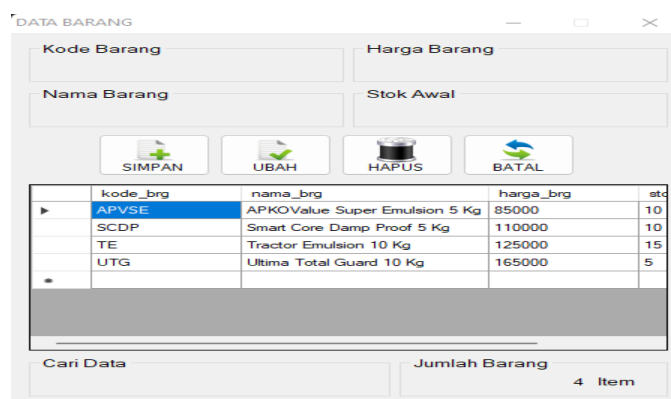 DATA BARANG
Kode Barang
Harga Barang
Nama Barang
Stok Awal
SIMPAN UBAH HAPUS BATAL
kode_brg nama_brg harga_brg
APVSE APKOValue Super Emulsion 5 Kg 85000 10
SCDP Smart Core Damp Proof 5 Kg 110000 10
TE Tractor Emulsion 10 Kg 125000 15
UTG Ultima Total Guard 10 Kg 165000 5
Cari Data
Jumlah Barang
4 Item